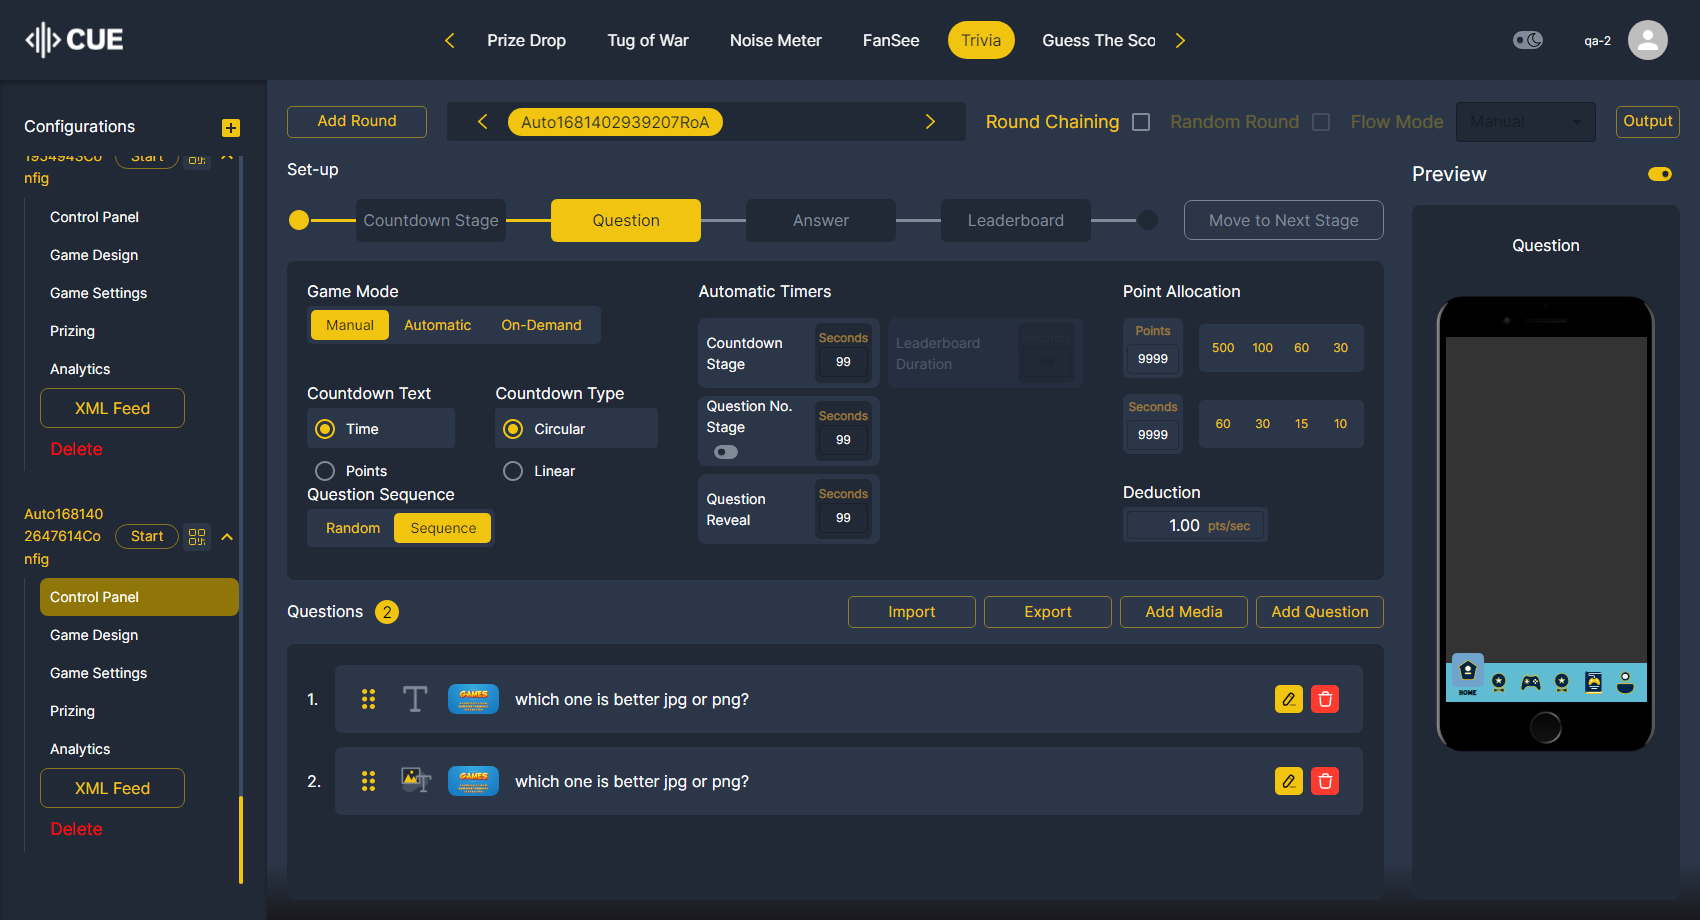 CUE
Prize Drop
Tug of War
Noise Meter
FanSee
Trivia
Guess The Sco
qa-2
Configurations
1954943Co
nfig
Start
Control Panel
Game Design
Game Settings
Prizing
Analytics
XML Feed
Delete
Auto168140
2647614Co
nfig
Start
Control Panel
Game Design
Game Settings
Prizing
Analytics
XML Feed
Delete
Add Round
Auto1681402939207RoA
Round Chaining
Random Round
Flow Mode
Manual
Output
Set-up
Countdown Stage
Question
Answer
Leaderboard
Move to Next Stage
Game Mode
Manual
Automatic
On-Demand
Countdown Text
Time
Points
Countdown Type
Circular
Linear
Question Sequence
Random
Sequence
Automatic Timers
Countdown
Stage
Seconds
99
Leaderboard
Duration
Seconds
99
Question No.
Stage
Seconds
99
Question
Reveal
Seconds
99
Point Allocation
Points
9999
500 100 60 30
Seconds
9999
60 30 15 10
Deduction
1.00 pts/sec
Questions 2
Import
Export
Add Media
Add Question
1.
T
GAMES
which one is better jpg or png?
2.
T
GAMES
which one is better jpg or png?
Preview
Question
HOME